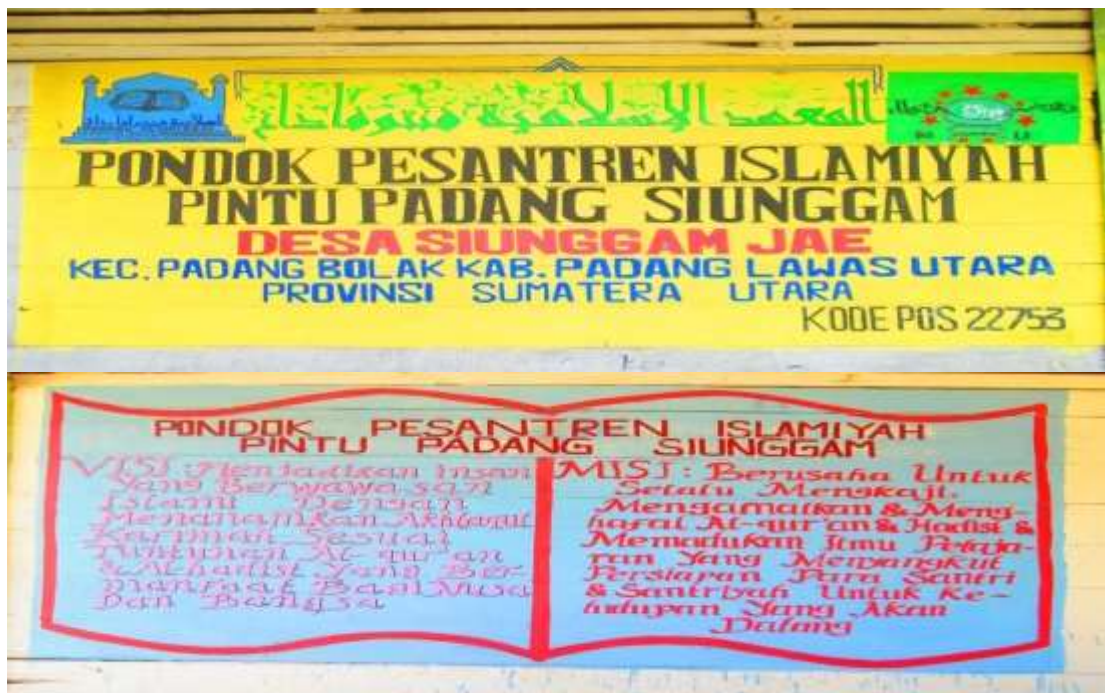 المعهد الإسلامية
PONDOK PESANTREN ISLAMIYAH
PINTU PADANG SIUNGGAM
DESA SIUNGGAM JAE
KEC. PADANG BOLAK KAB. PADANG LAWAS UTARA
PROVINSI SUMATERA UTARA
KODE POS 22753
PONDOK PESANTREN ISLAMIYAH
PINTU PADANG SIUNGGAM
VISI : Menjadikan Insan
Yang Berwawasan
Islami Dengan
Menanamkan Akhlakul
Karimah Sesuai
Tuntunan Al-qur'an
& Alhadist Yang Ber
manfaat Bagi Nusa
Dan Bangsa
MISI : Berusaha Untuk
Selalu Mengkaji.
Mengamalkan & Meng-
hafal Al-qur'an & Hadist &
Memadukan Ilmu Pelaja-
ran Yang Menyangkut
Persiapan Para Santri
& Santriyah Untuk Ke-
hidupan Yang Akan
Datang